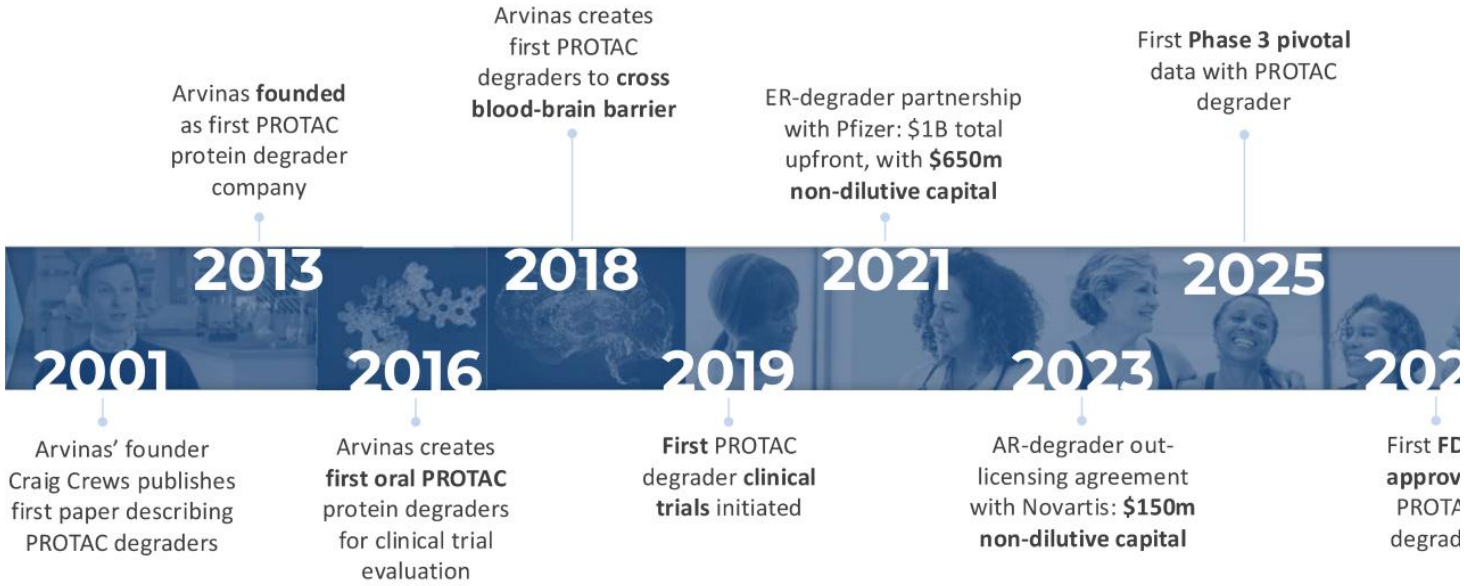 Arvinas founded
as first PROTAC
protein degrader
company
Arvinas creates
first PROTAC
degraders to cross
blood-brain barrier
ER-degrader partnership
with Pfizer: $1B total
upfront, with $650m
non-dilutive capital
First Phase 3 pivotal
data with PROTAC
degrader
2013
2018
2021
2025
2001
2016
2019
2023
Arvinas’ founder
Craig Crews publishes
first paper describing
PROTAC degraders
Arvinas creates
first oral PROTAC
protein degraders
for clinical trial
evaluation
First PROTAC
degrader clinical
trials initiated
AR-degrader out-
licensing agreement
with Novartis: $150m
non-dilutive capital
First